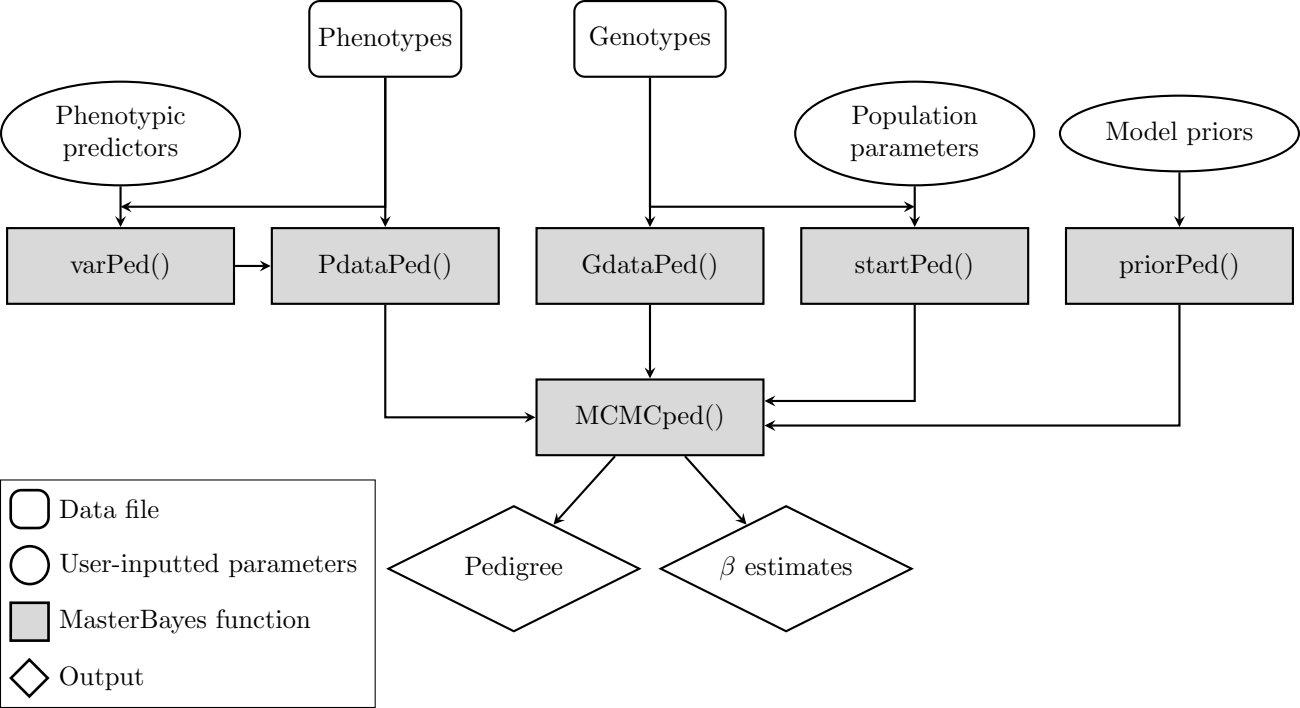 Phenotypes
Genotypes
Phenotypic
predictors
Population
parameters
Model priors
varPed()
PdataPed()
GdataPed()
startPed()
priorPed()
MCMCped()
Pedigree
β estimates
Data file
User-inputted parameters
MasterBayes function
Output